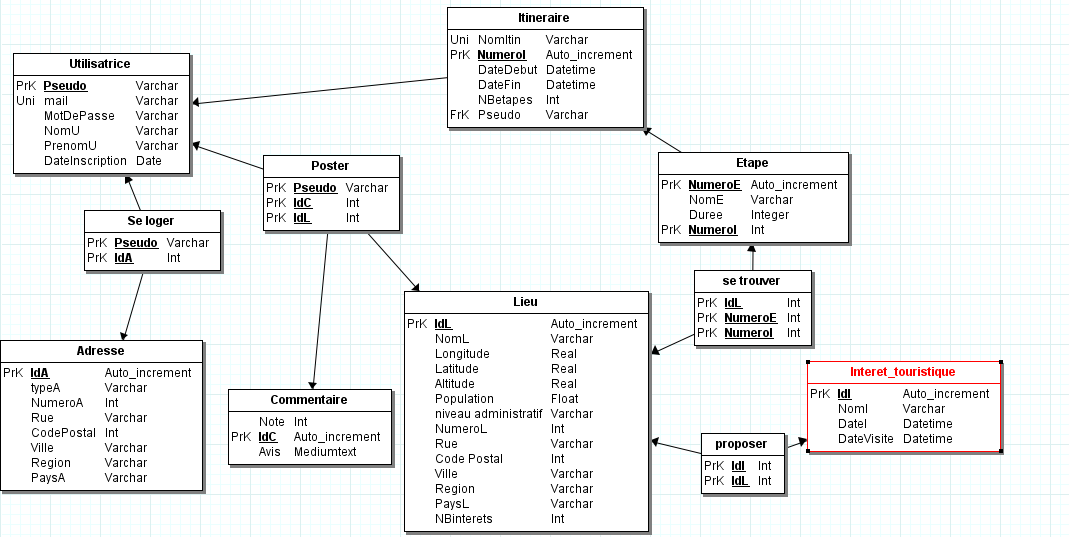 Itineraire
Uni NomItin Varchar
PrK NumeroI Auto_increment
DateDebut Datetime
DateFin Datetime
NBetapes Int
FrK Pseudo Varchar
Utilisatrice
PrK Pseudo Varchar
Uni mail Varchar
MotDePasse Varchar
NomU Varchar
PrenomU Varchar
DateInscription Date
Poster
PrK Pseudo Varchar
PrK IdC Int
PrK IdL Int
Etape
PrK NumeroE Auto_increment
NomE Varchar
Duree Integer
PrK NumeroI Int
Se loger
PrK Pseudo Varchar
PrK IdA Int
se trouver
PrK IdL Int
PrK NumeroE Int
PrK NumeroI Int
Lieu
PrK IdL Auto_increment
NomL Varchar
Longitude Real
Latitude Real
Altitude Real
Population Float
niveau administratif Varchar
NumeroL Int
Rue Varchar
Code Postal Int
Ville Varchar
Region Varchar
PaysL Varchar
NBinterets Int
Adresse
PrK IdA Auto_increment
typeA Varchar
NumeroA Int
Rue Varchar
CodePostal Int
Ville Varchar
Region Varchar
PaysA Varchar
Commentaire
Note Int
PrK IdC Auto_increment
Avis Mediumtext
Interet_touristique
PrK IdI Auto_increment
NomI Varchar
DateI Datetime
DateVisite Datetime
proposer
PrK IdI Int
PrK IdL Int